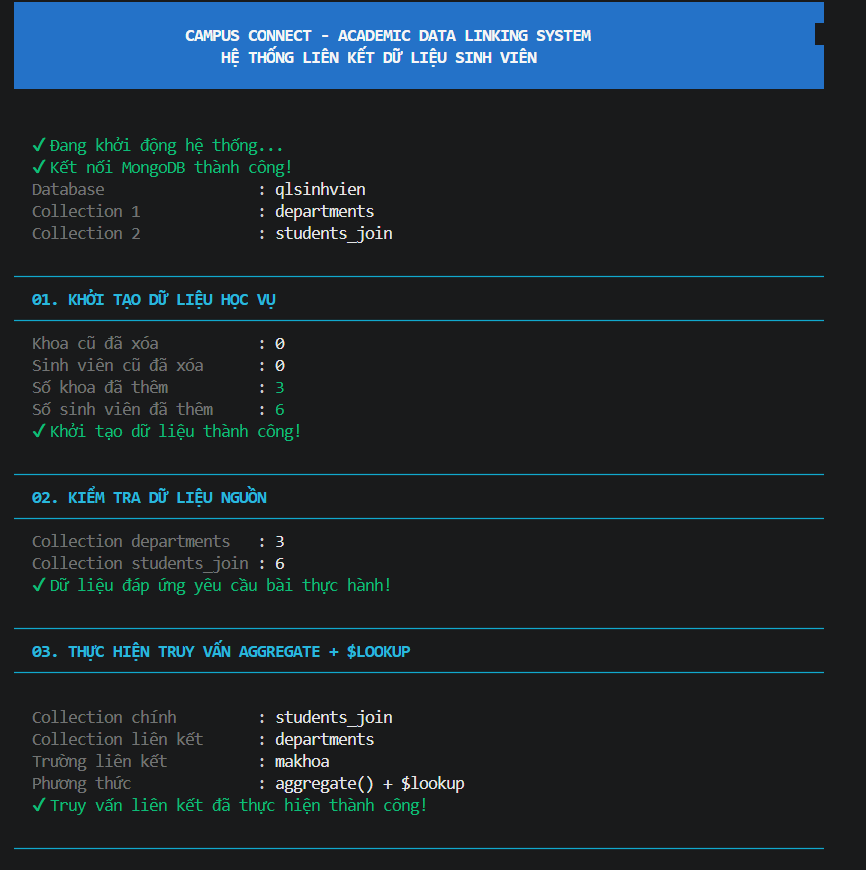 CAMPUS CONNECT - ACADEMIC DATA LINKING SYSTEM
HỆ THỐNG LIÊN KẾT DỮ LIỆU SINH VIÊN
✓ Đang khởi động hệ thống...
✓ Kết nối MongoDB thành công!
Database : qlsinhvien
Collection 1 : departments
Collection 2 : students_join
01. KHỞI TẠO DỮ LIỆU HỌC VỤ
Khoa cũ đã xóa : 0
Sinh viên cũ đã xóa : 0
Số khoa đã thêm : 3
Số sinh viên đã thêm : 6
✓ Khởi tạo dữ liệu thành công!
02. KIỂM TRA DỮ LIỆU NGUỒN
Collection departments : 3
Collection students_join : 6
✓ Dữ liệu đáp ứng yêu cầu bài thực hành!
03. THỰC HIỆN TRUY VẤN AGGREGATE + $LOOKUP
Collection chính : students_join
Collection liên kết : departments
Trường liên kết : makhoa
Phương thức : aggregate() + $lookup
✓ Truy vấn liên kết đã thực hiện thành công!